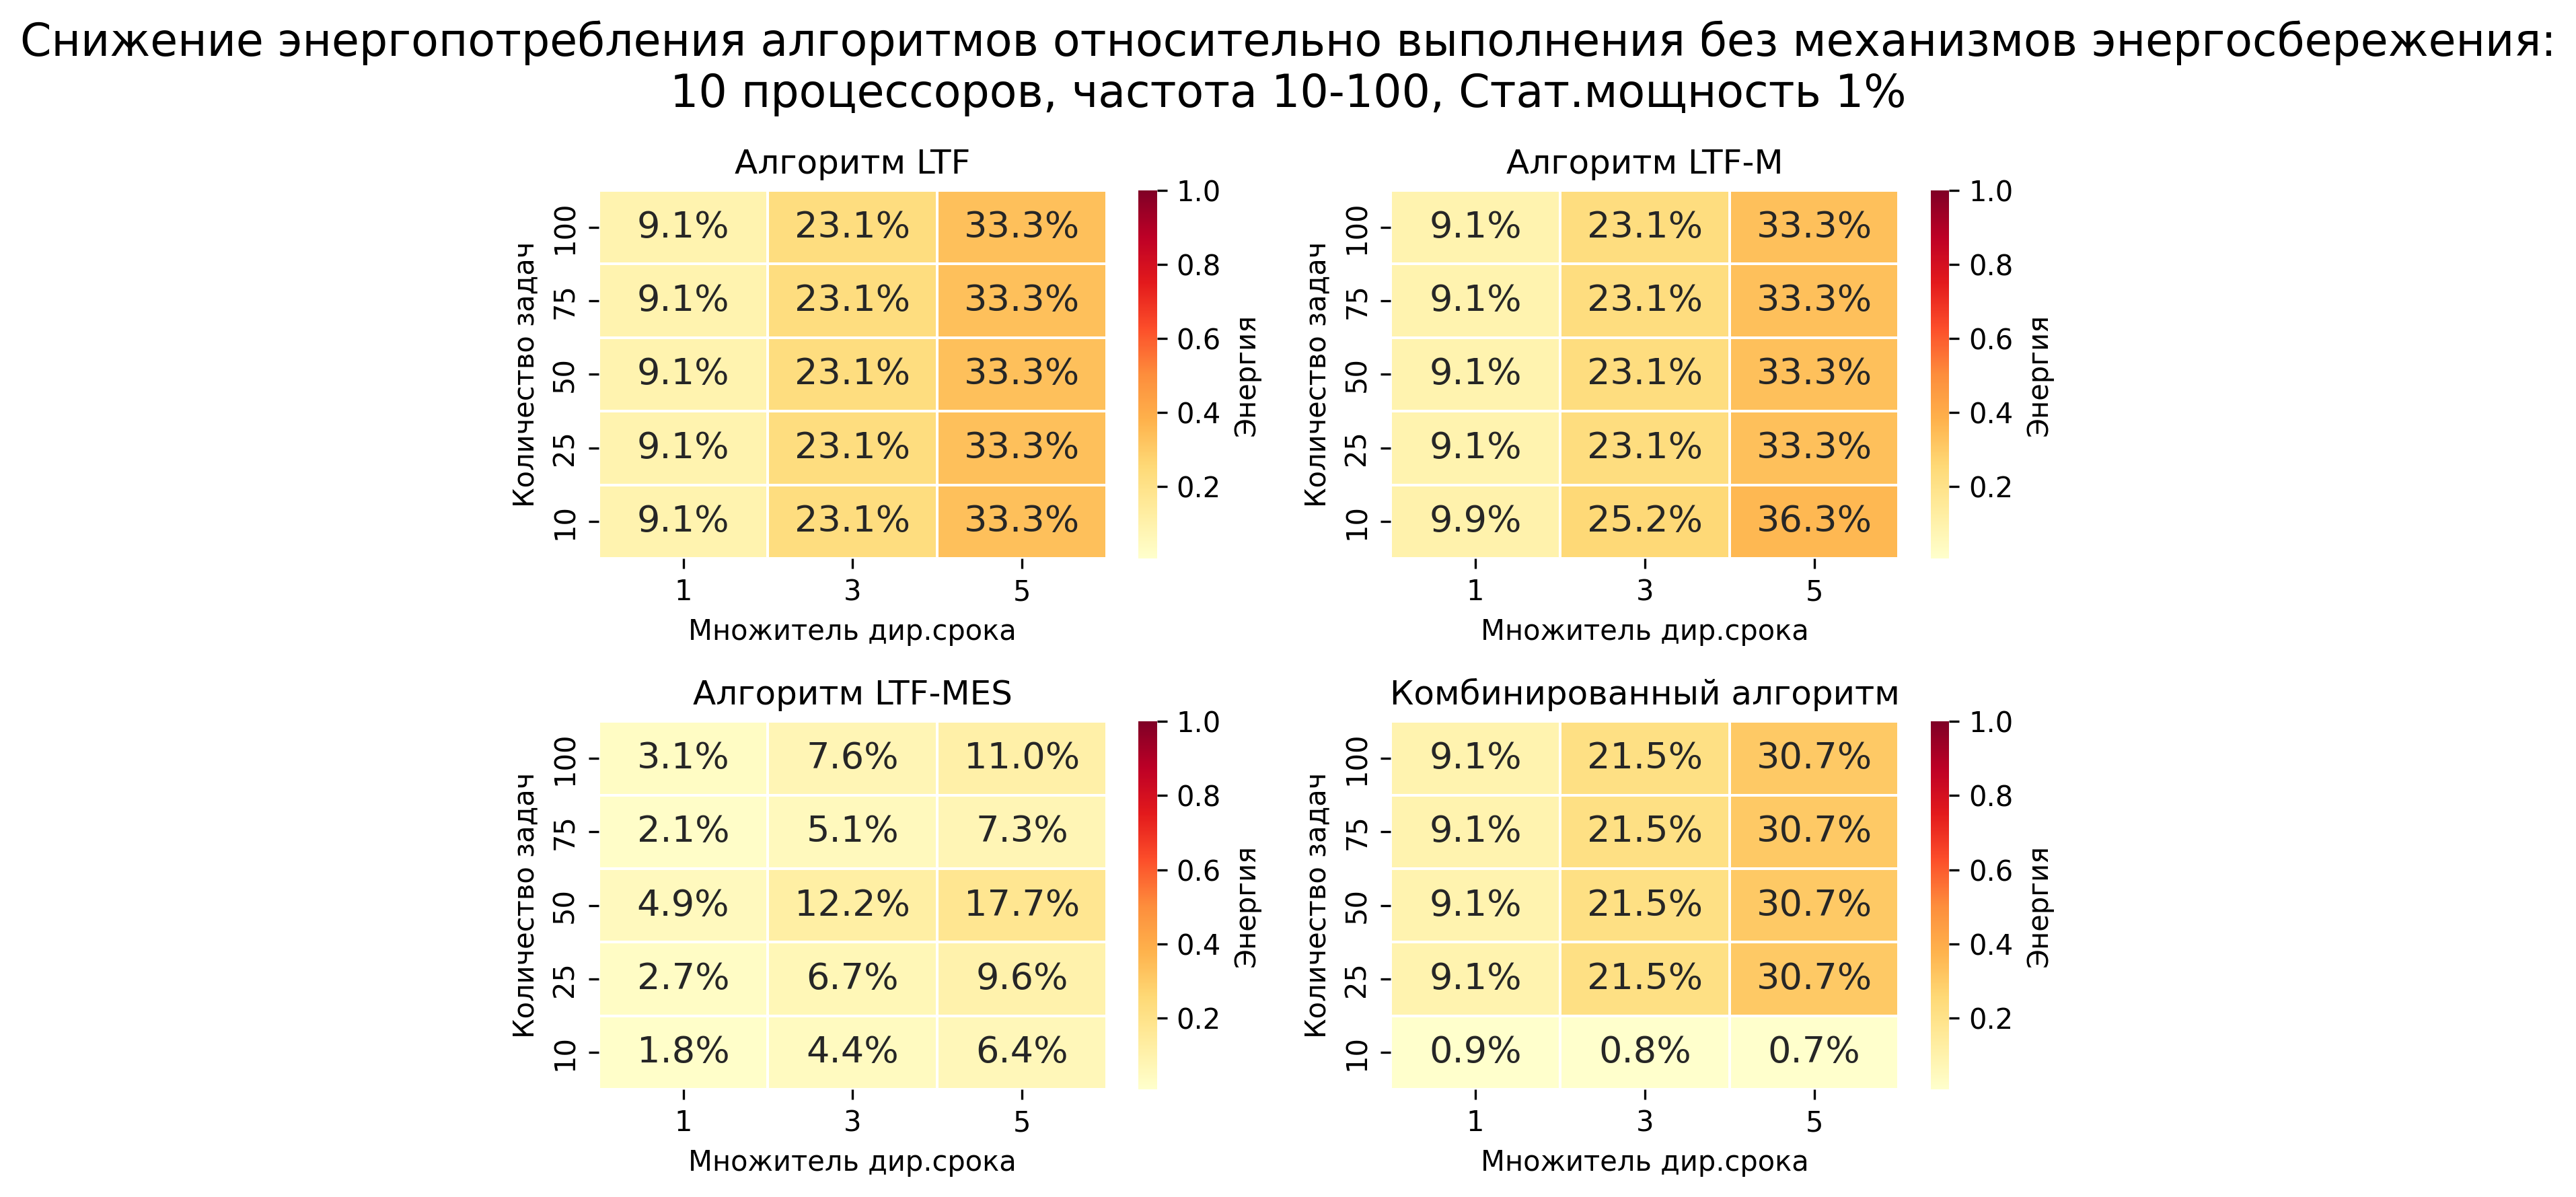 Снижение энергопотребления алгоритмов относительно выполнения без механизмов энергосбережения:
10 процессоров, частота 10-100, Стат.мощность 1%
Алгоритм LTF
Количество задач
100
9.1% 23.1% 33.3%
75
9.1% 23.1% 33.3%
50
9.1% 23.1% 33.3%
25
9.1% 23.1% 33.3%
10
9.1% 23.1% 33.3%
1 3 5
Множитель дир.срока
1.0
0.8
0.6
0.4
0.2
Энергия
Алгоритм LTF-M
Количество задач
100
9.1% 23.1% 33.3%
75
9.1% 23.1% 33.3%
50
9.1% 23.1% 33.3%
25
9.1% 23.1% 33.3%
10
9.9% 25.2% 36.3%
1 3 5
Множитель дир.срока
1.0
0.8
0.6
0.4
0.2
Энергия
Алгоритм LTF-MES
Количество задач
100
3.1% 7.6% 11.0%
75
2.1% 5.1% 7.3%
50
4.9% 12.2% 17.7%
25
2.7% 6.7% 9.6%
10
1.8% 4.4% 6.4%
1 3 5
Множитель дир.срока
1.0
0.8
0.6
0.4
0.2
Энергия
Комбинированный алгоритм
Количество задач
100
9.1% 21.5% 30.7%
75
9.1% 21.5% 30.7%
50
9.1% 21.5% 30.7%
25
9.1% 21.5% 30.7%
10
0.9% 0.8% 0.7%
1 3 5
Множитель дир.срока
1.0
0.8
0.6
0.4
0.2
Энергия